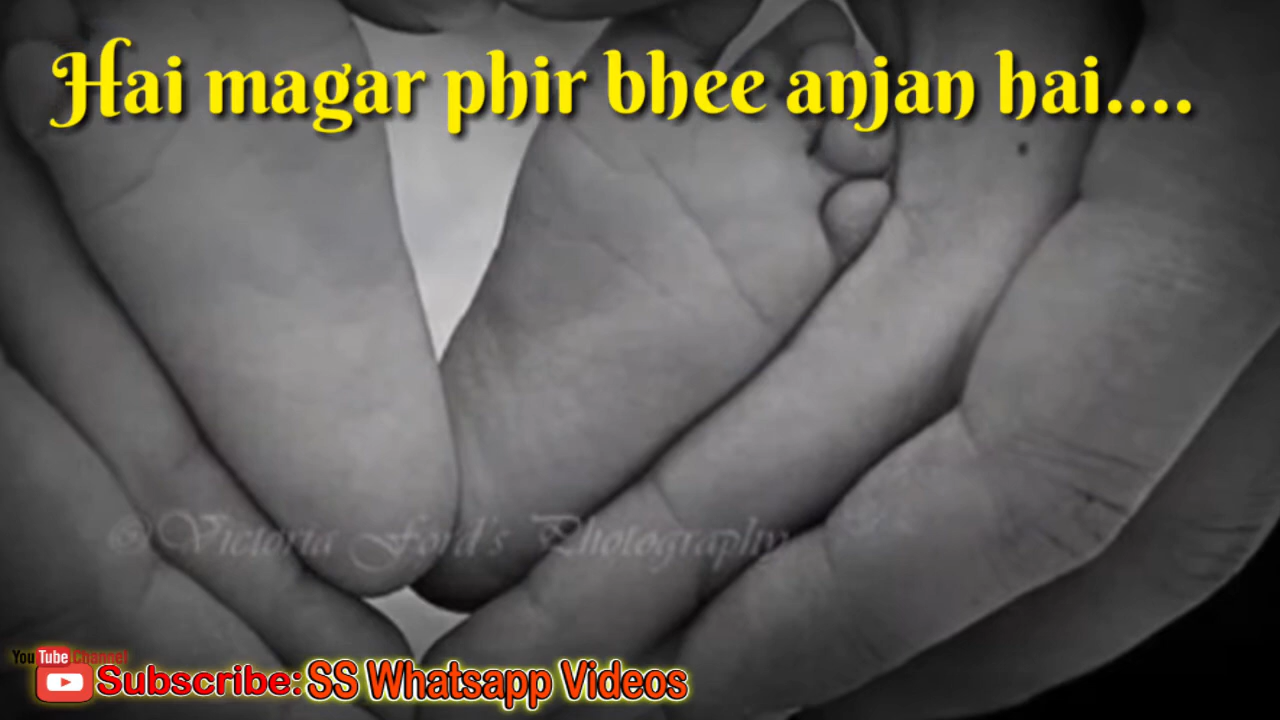 Hai magar phir bhee anjan hai....
©Victoria Ford's Photography
YouTube Channel
Subscribe: SS Whatsapp Videos